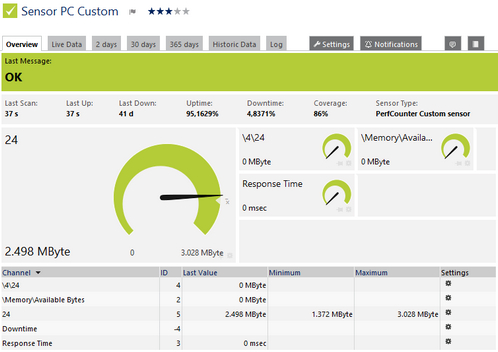 Sensor PC Custom
Overview Live Data 2 days 30 days 365 days Historic Data Log Settings Notifications
Last Message:
OK
Last Scan: Last Up: Last Down: Uptime: Downtime: Coverage: Sensor Type:
37 s 37 s 41 d 95,1629% 4,8371% 86% PerfCounter Custom sensor
24
\4\24
0 MByte
\Memory\Availa...
0 MByte
Response Time
0 msec
2.498 MByte
0 3.028 MByte
Channel ID Last Value Minimum Maximum Settings
\4\24 4 0 MByte
\Memory\Available Bytes 2 0 MByte
24 5 2.498 MByte 1.372 MByte 3.028 MByte
Downtime -4
Response Time 3 0 msec